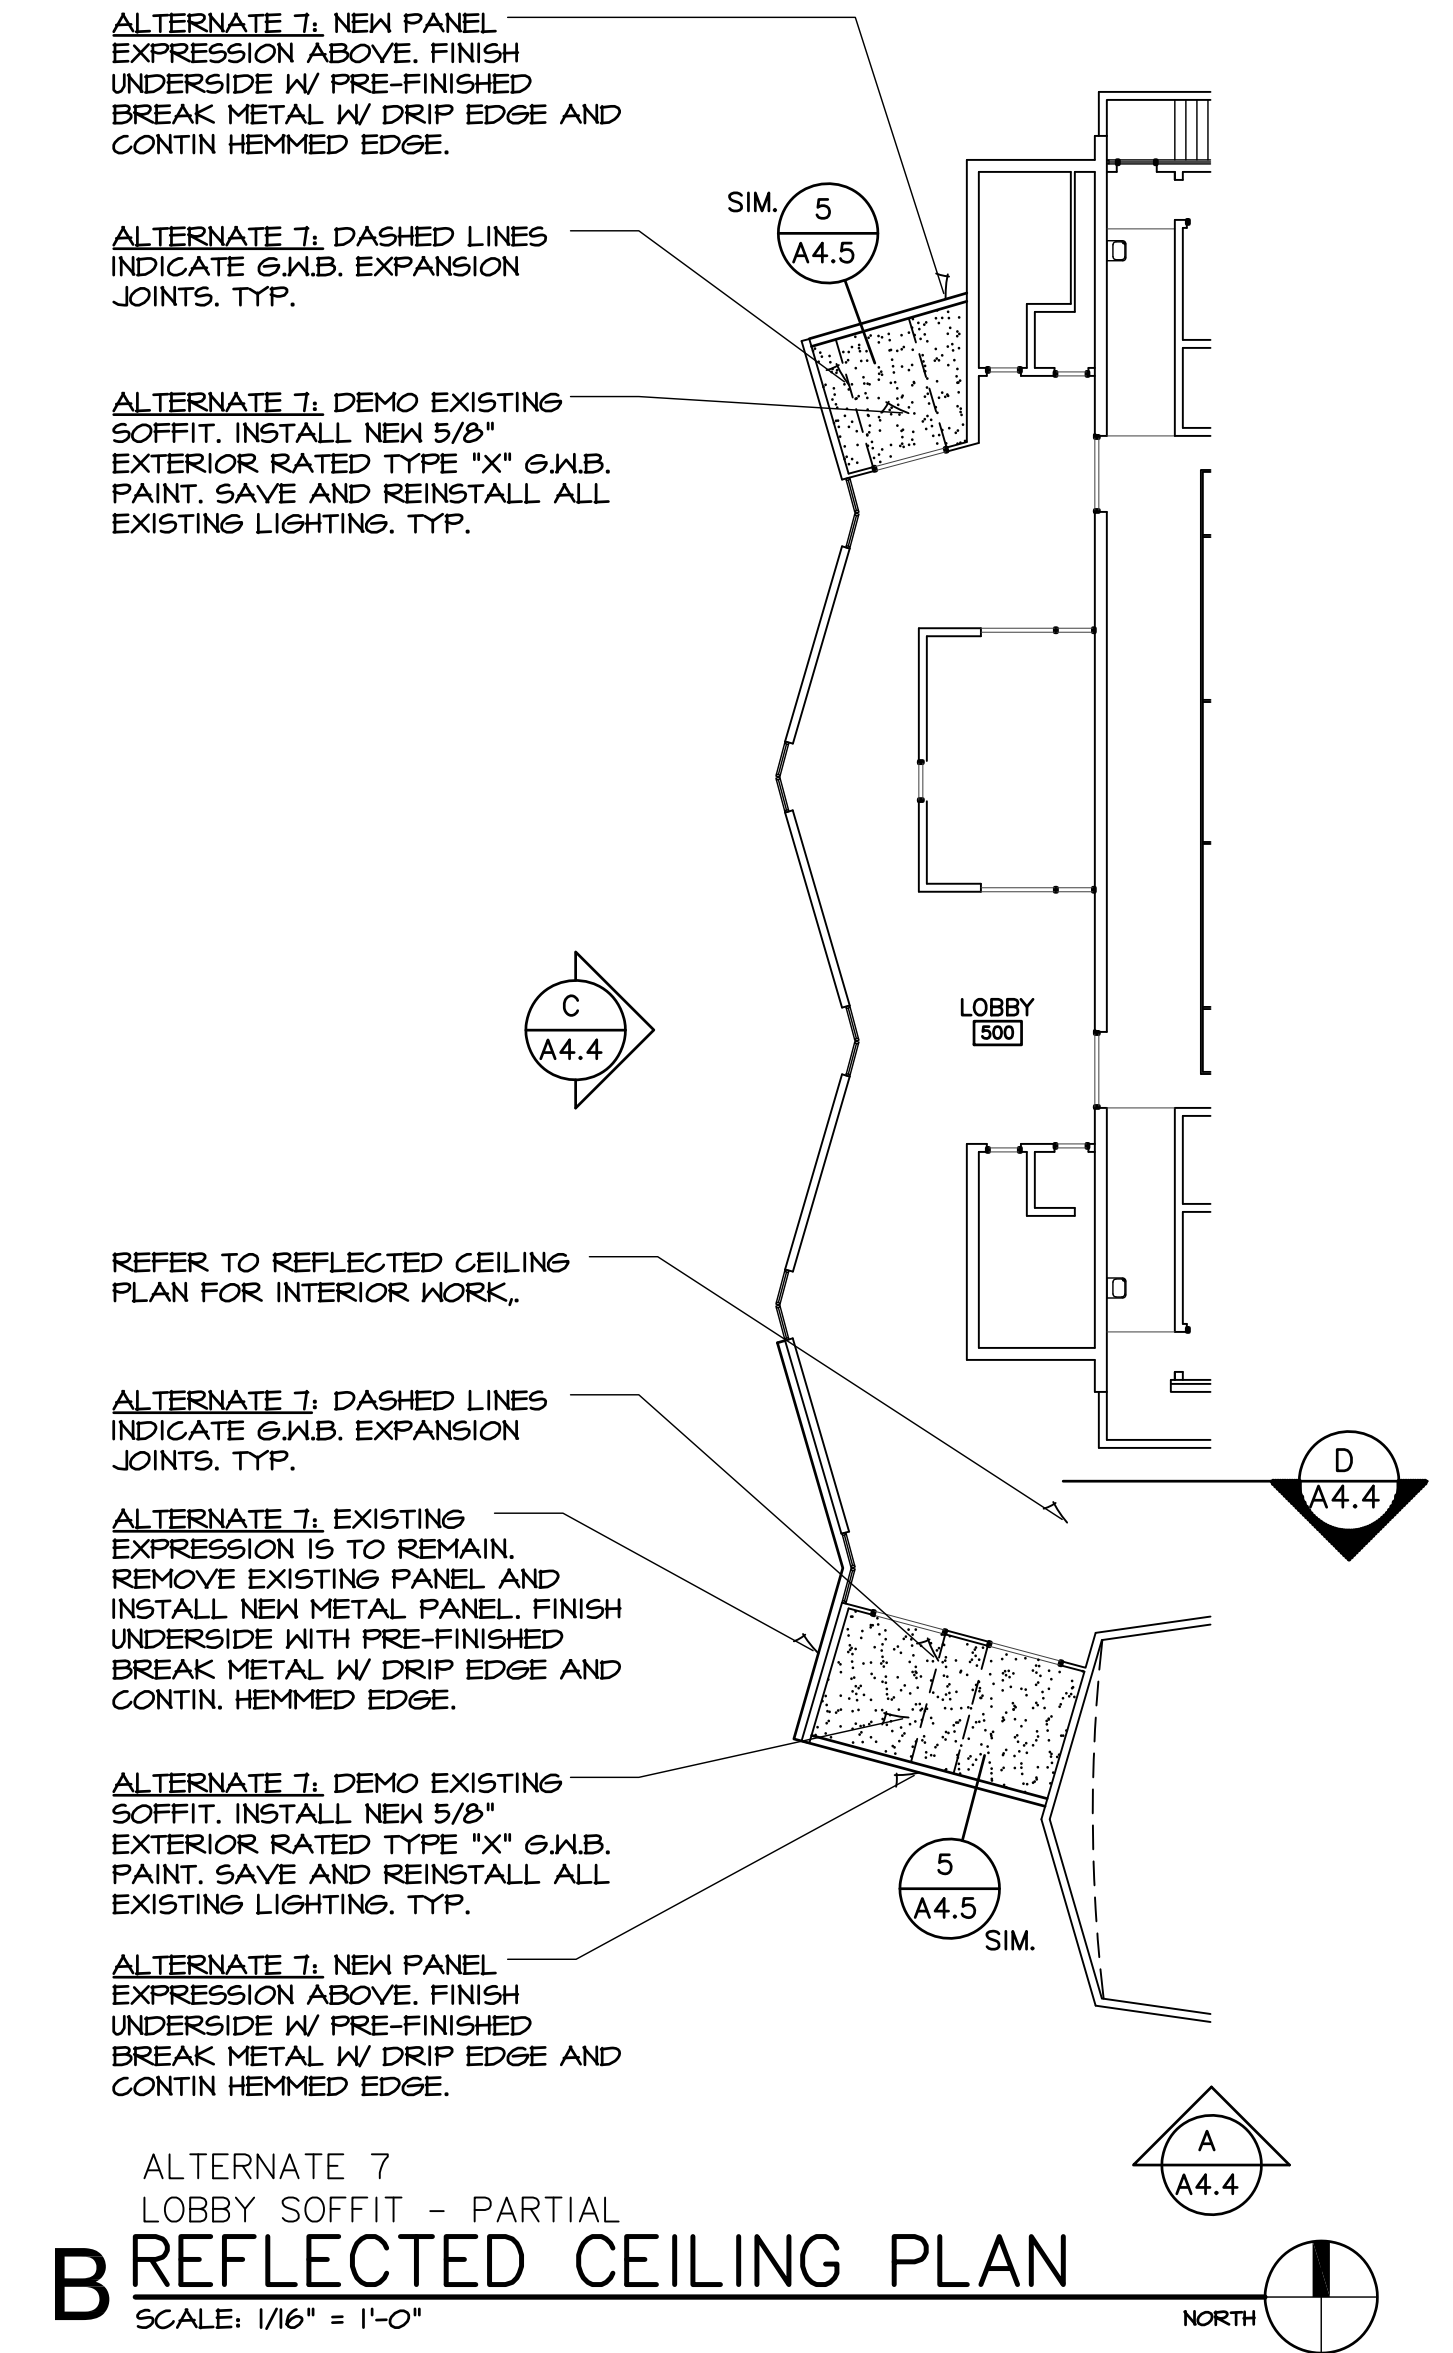 ALTERNATE 7: NEW PANEL
EXPRESSION ABOVE. FINISH
UNDERSIDE W/ PRE-FINISHED
BREAK METAL W/ DRIP EDGE AND
CONTIN HEMMED EDGE.
SIM.
5
A4.5
ALTERNATE 7: DASHED LINES
INDICATE G.W.B. EXPANSION
JOINTS. TYP.
ALTERNATE 7: DEMO EXISTING
SOFFIT. INSTALL NEW 5/8"
EXTERIOR RATED TYPE "X" G.W.B.
PAINT. SAVE AND REINSTALL ALL
EXISTING LIGHTING. TYP.
C
A4.4
LOBBY
500
REFER TO REFLECTED CEILING
PLAN FOR INTERIOR WORK,.
ALTERNATE 7: DASHED LINES
INDICATE G.W.B. EXPANSION
JOINTS. TYP.
D
A4.4
ALTERNATE 7: EXISTING
EXPRESSION IS TO REMAIN.
REMOVE EXISTING PANEL AND
INSTALL NEW METAL PANEL. FINISH
UNDERSIDE WITH PRE-FINISHED
BREAK METAL W/ DRIP EDGE AND
CONTIN. HEMMED EDGE.
ALTERNATE 7: DEMO EXISTING
SOFFIT. INSTALL NEW 5/8"
EXTERIOR RATED TYPE "X" G.W.B.
PAINT. SAVE AND REINSTALL ALL
EXISTING LIGHTING. TYP.
5
A4.5
SIM.
ALTERNATE 7: NEW PANEL
EXPRESSION ABOVE. FINISH
UNDERSIDE W/ PRE-FINISHED
BREAK METAL W/ DRIP EDGE AND
CONTIN HEMMED EDGE.
A
A4.4
ALTERNATE 7
LOBBY SOFFIT - PARTIAL
B REFLECTED CEILING PLAN
SCALE: 1/16" = 1'-0"
NORTH